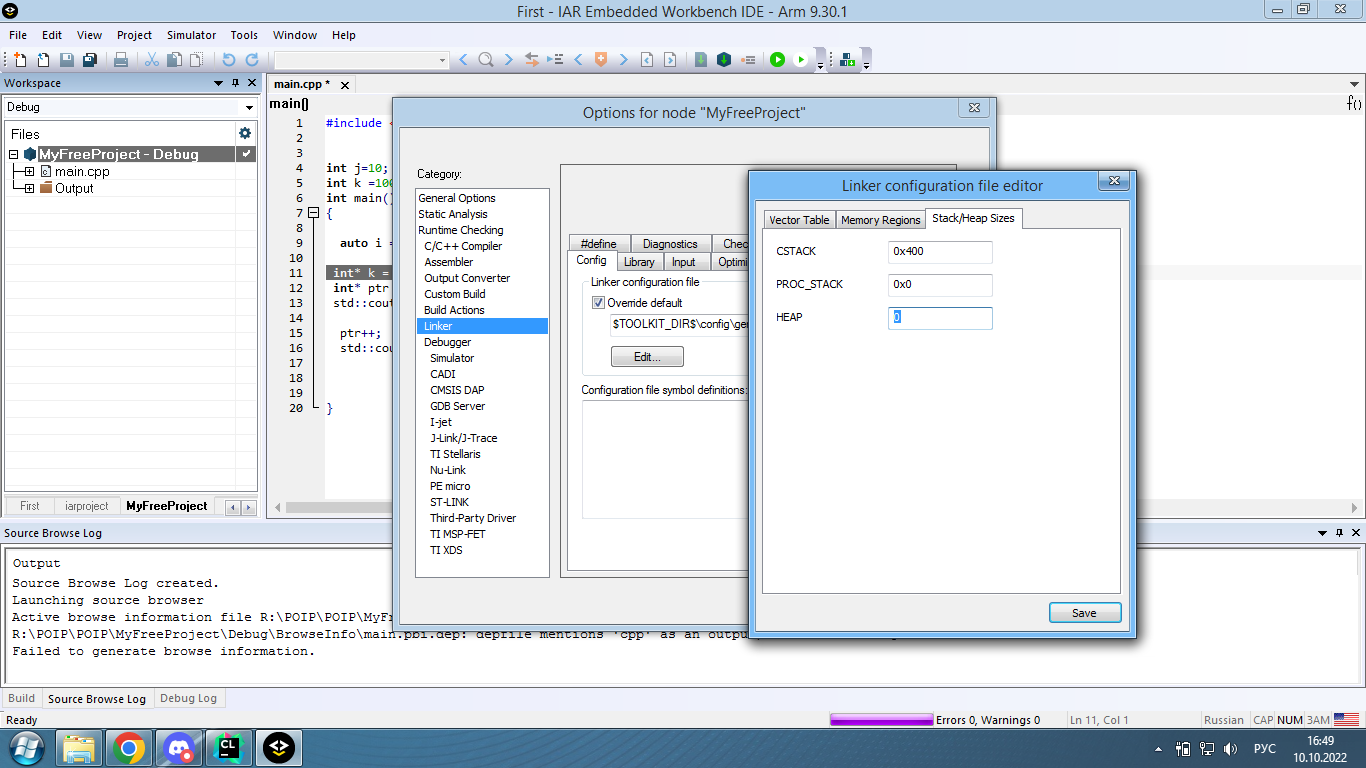 First - IAR Embedded Workbench IDE - Arm 9.30.1
File Edit View Project Simulator Tools Window Help
Workspace
main.cpp *
Debug
main()
f()
Files
MyFreeProject - Debug
main.cpp
Output
1 #include <
2
3
4 int j=10;
5 int k =100
6 int main()
7 {
8
9 auto i =
10
11 int* k =
12 int* ptr
13 std::cout
14
15 ptr++;
16 std::cou
17
18
19
20 }
First iarproject MyFreeProject
Options for node "MyFreeProject"
Category:
General Options
Static Analysis
Runtime Checking
C/C++ Compiler
Assembler
Output Converter
Custom Build
Build Actions
Linker
Debugger
Simulator
CADI
CMSIS DAP
GDB Server
I-jet
J-Link/J-Trace
TI Stellaris
Nu-Link
PE micro
ST-LINK
Third-Party Driver
TI MSP-FET
TI XDS
#define Diagnostics Chec
Config Library Input Optimi
Linker configuration file
Override default
$TOOLKIT_DIR$\config\ge
Edit...
Configuration file symbol definitions:
Linker configuration file editor
Vector Table Memory Regions Stack/Heap Sizes
CSTACK 0x400
PROC_STACK 0x0
HEAP 0
Save
Source Browse Log
Output
Source Browse Log created.
Launching source browser
Active browse information file R:\POIP\POIP\MyFr
R:\POIP\POIP\MyFreeProject\Debug\BrowseInfo\main.pbi.dep: depfile mentions 'cpp' as an outp
Failed to generate browse information.
Build Source Browse Log Debug Log
Ready Errors 0, Warnings 0 Ln 11, Col 1 Russian CAP NUM ЗАМ
CL
РУС
16:49
10.10.2022